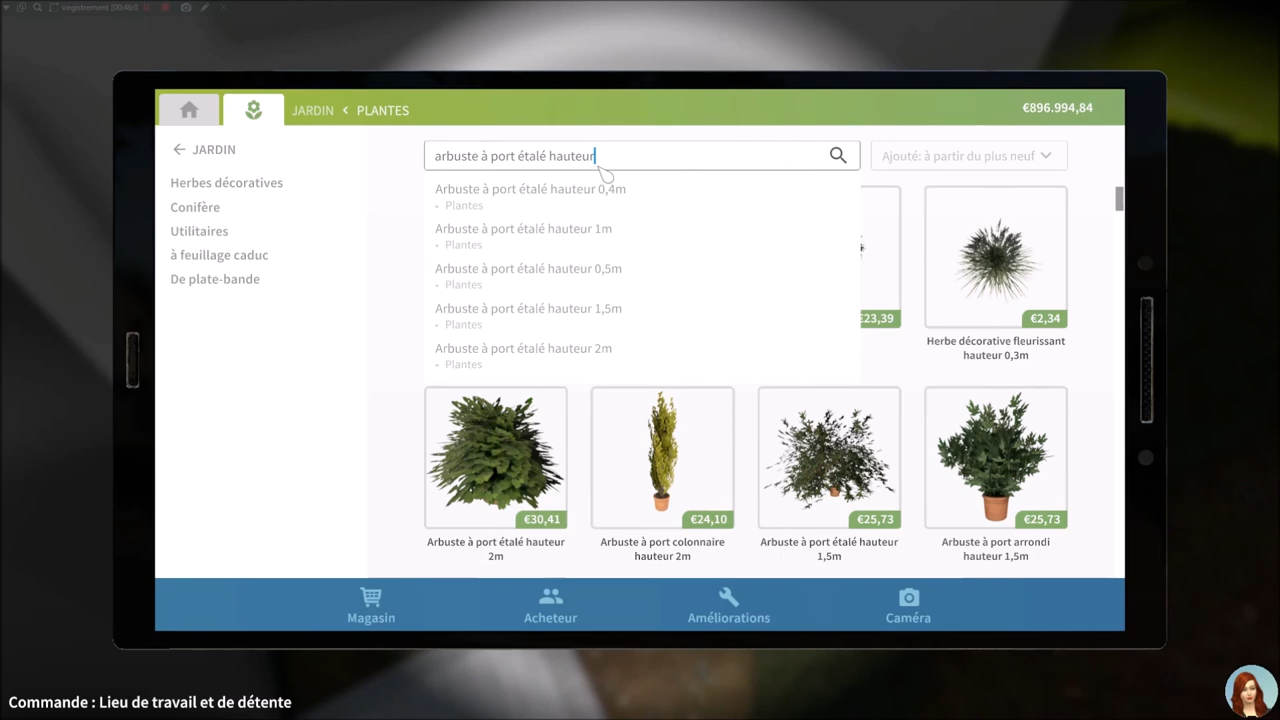 egistrement [00:46:0
JARDIN < PLANTES
€896.994,84
← JARDIN
Herbes décoratives
Conifère
Utilitaires
à feuillage caduc
De plate-bande
arbuste à port étalé hauteur
Ajouté: à partir du plus neuf
Arbuste à port étalé hauteur 0,4m
• Plantes
Arbuste à port étalé hauteur 1m
• Plantes
Arbuste à port étalé hauteur 0,5m
• Plantes
Arbuste à port étalé hauteur 1,5m
• Plantes
Arbuste à port étalé hauteur 2m
• Plantes
€23,39
€2,34
Herbe décorative fleurissant
hauteur 0,3m
€30,41
Arbuste à port étalé hauteur
2m
€24,10
Arbuste à port colonnaire
hauteur 2m
€25,73
Arbuste à port étalé hauteur
1,5m
€25,73
Arbuste à port arrondi
hauteur 1,5m
Magasin
Acheteur
Améliorations
Caméra
Commande : Lieu de travail et de détente